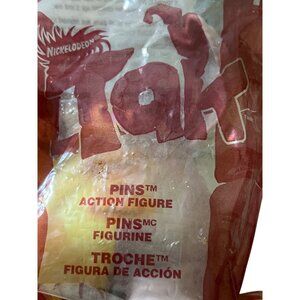 NICKELODEON
Tak
PINS™
ACTION FIGURE
PINS MC
FIGURINE
TROCHE™
FIGURA DE ACCIÓN